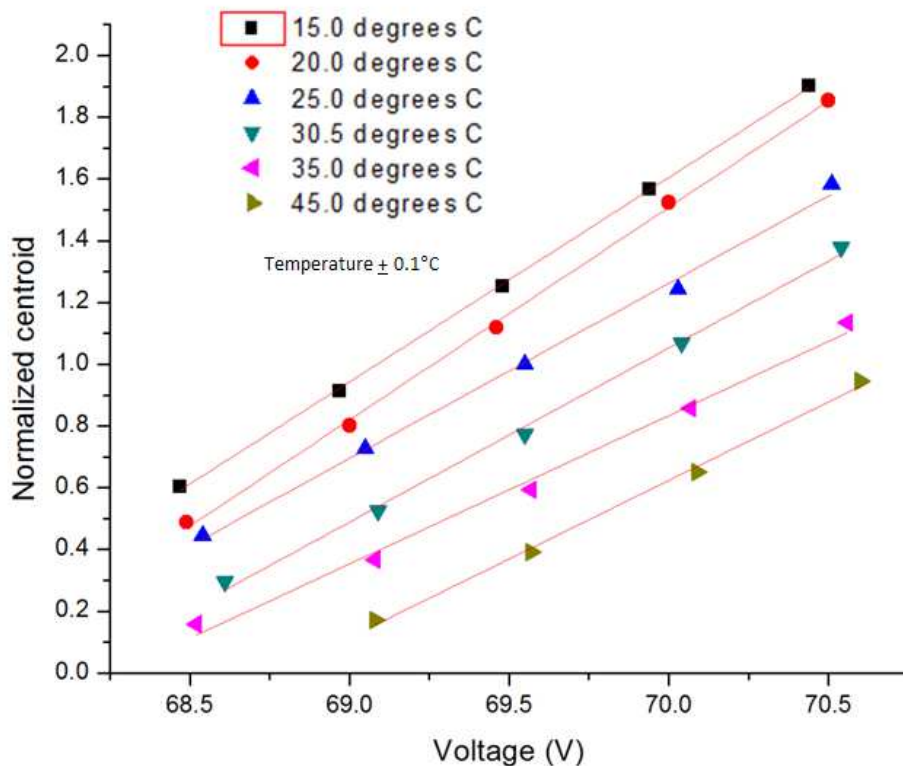 15.0 degrees C
20.0 degrees C
25.0 degrees C
30.5 degrees C
35.0 degrees C
45.0 degrees C
Temperature ± 0.1°C
Normalized centroid
2.0
1.8
1.6
1.4
1.2
1.0
0.8
0.6
0.4
0.2
0.0
68.5 69.0 69.5 70.0 70.5
Voltage (V)